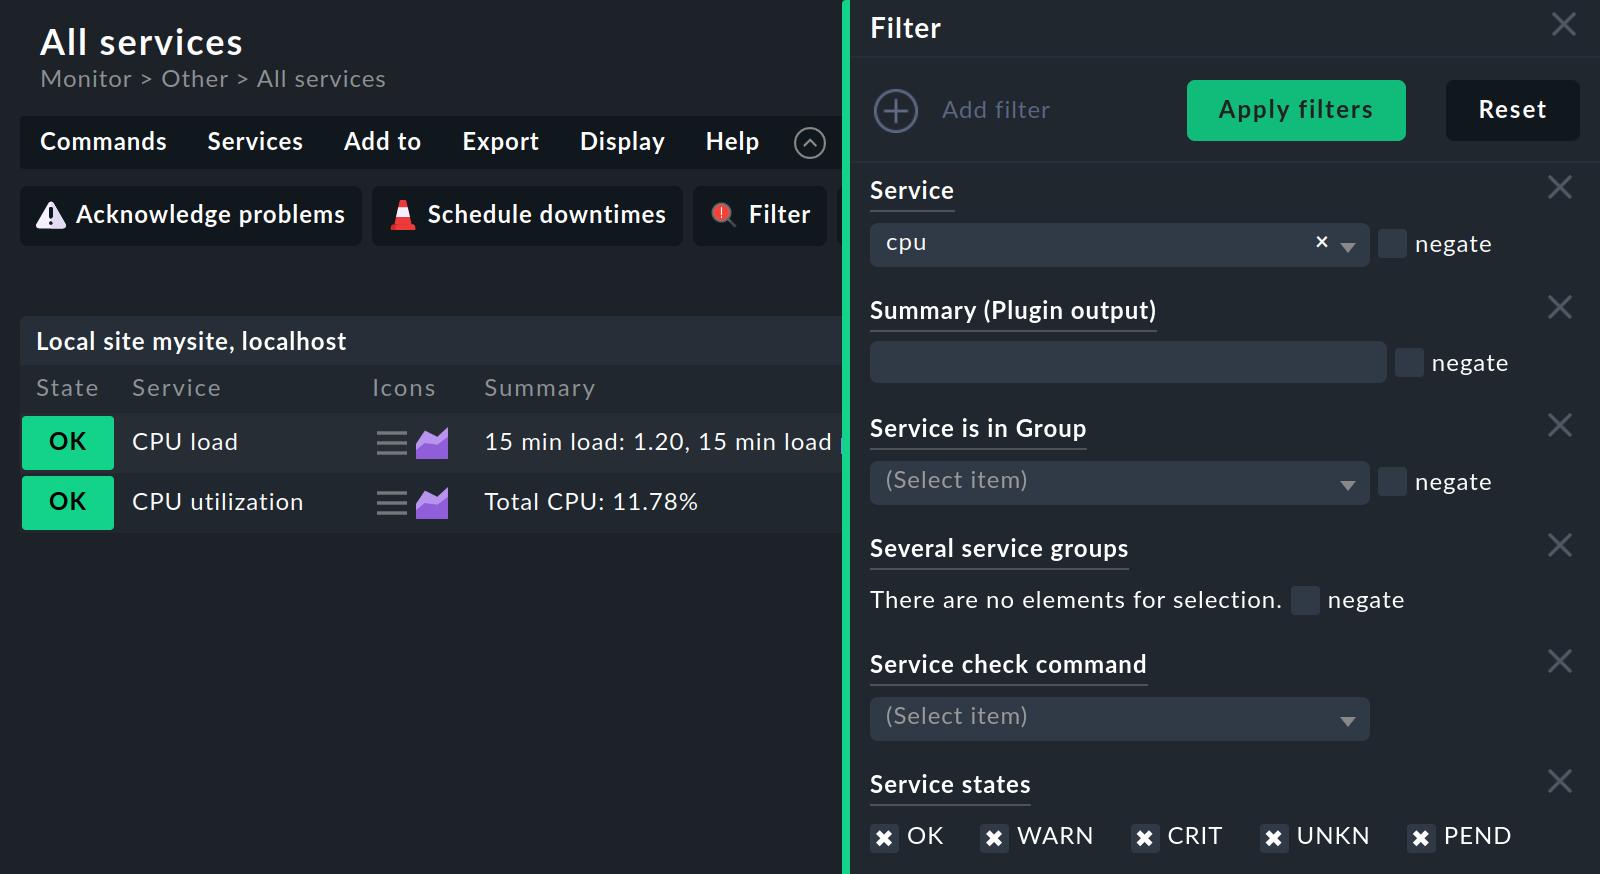 All services
Monitor > Other > All services
Commands Services Add to Export Display Help
Acknowledge problems Schedule downtimes Filter
Local site mysite, localhost
State Service Icons Summary
OK CPU load 15 min load: 1.20, 15 min load
OK CPU utilization Total CPU: 11.78%
Filter
Add filter Apply filters Reset
Service
cpu × negate
Summary (Plugin output)
negate
Service is in Group
(Select item) negate
Several service groups
There are no elements for selection. negate
Service check command
(Select item)
Service states
OK WARN CRIT UNKN PEND